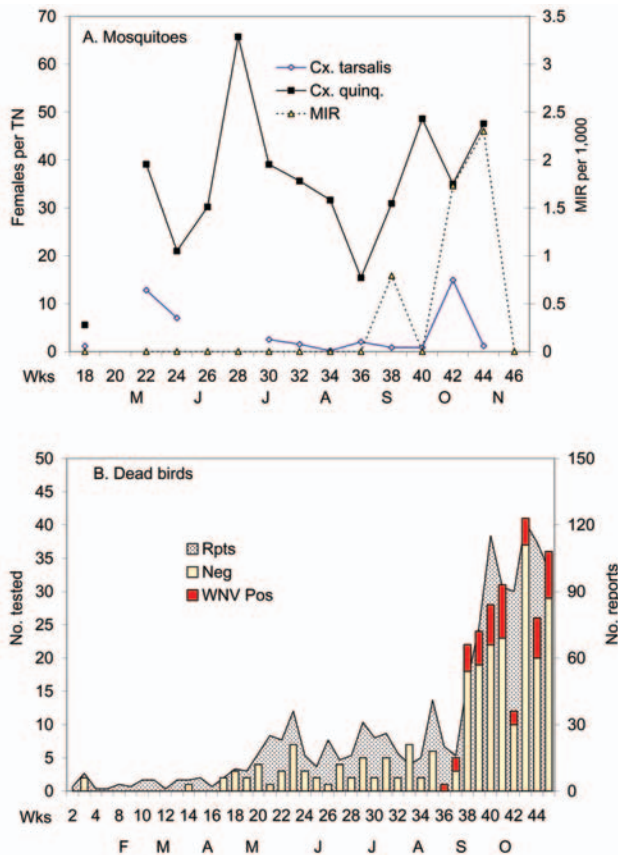 A. Mosquitoes
Cx. tarsalis
Cx. quinq.
MIR
Females per TN
70
60
50
40
30
20
10
0
MIR per 1,000
3.5
3
2.5
2
1.5
1
0.5
0
Wks 18 20 22 24 26 28 30 32 34 36 38 40 42 44 46
M J J A S O N
B. Dead birds
Rpts
Neg
WNV Pos
No. tested
50
45
40
35
30
25
20
15
10
5
0
No. reports
150
120
90
60
30
0
Wks 2 4 6 8 10 12 14 16 18 20 22 24 26 28 30 32 34 36 38 40 42 44
F M A M J J A S O